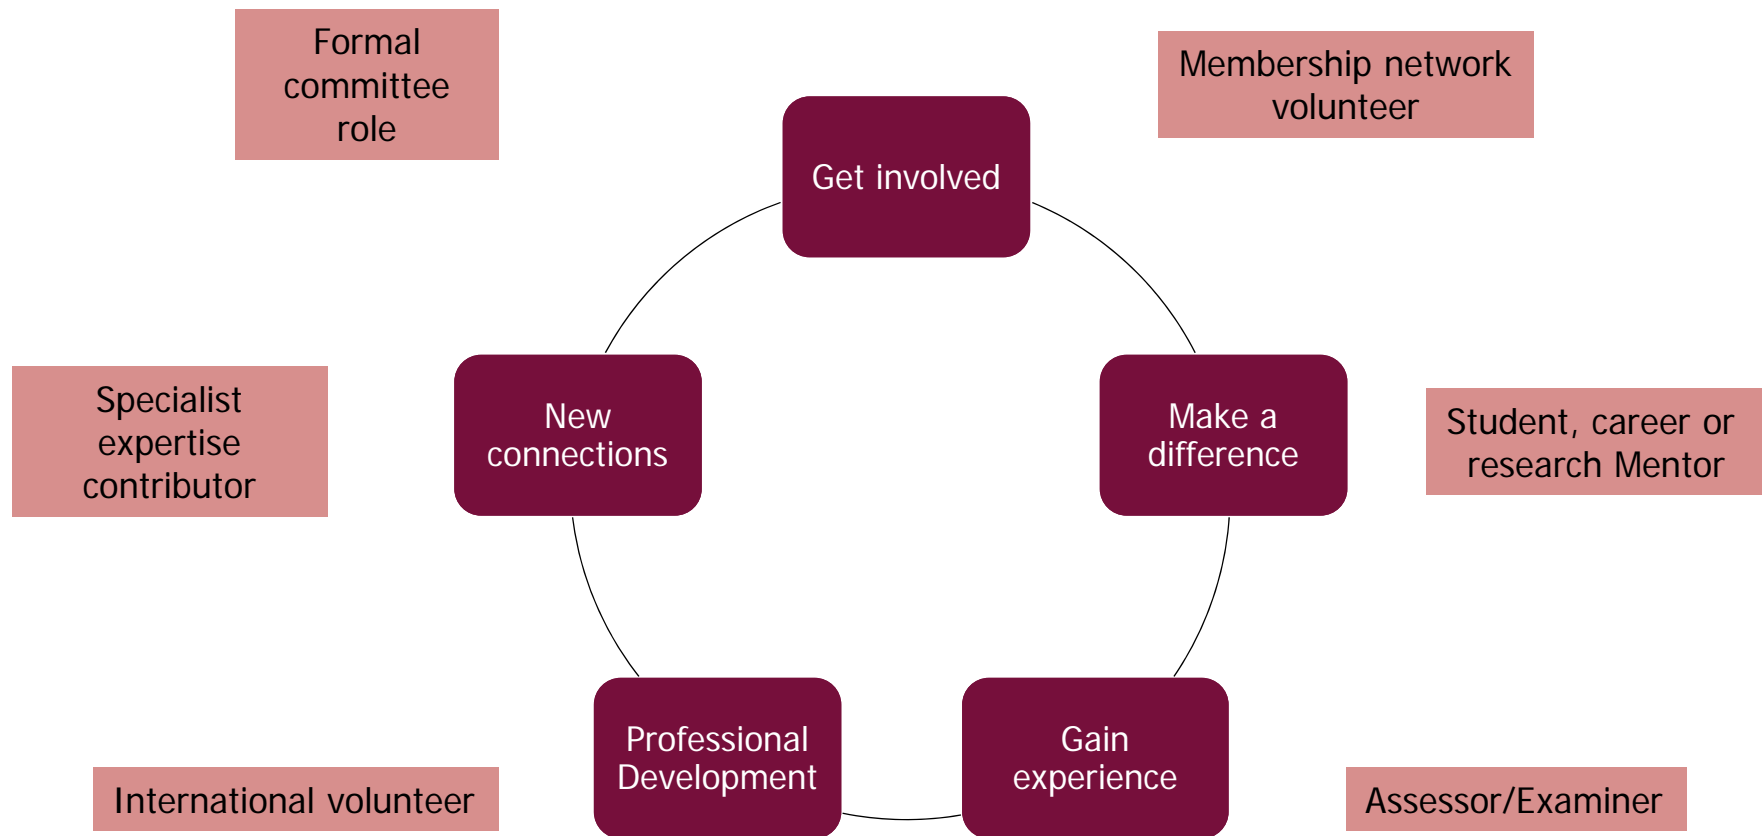 Formal
committee
role
Membership network
volunteer
Get involved
Specialist
expertise
contributor
New
connections
Make a
difference
Student, career or
research Mentor
Professional
Development
Gain
experience
International volunteer
Assessor/Examiner